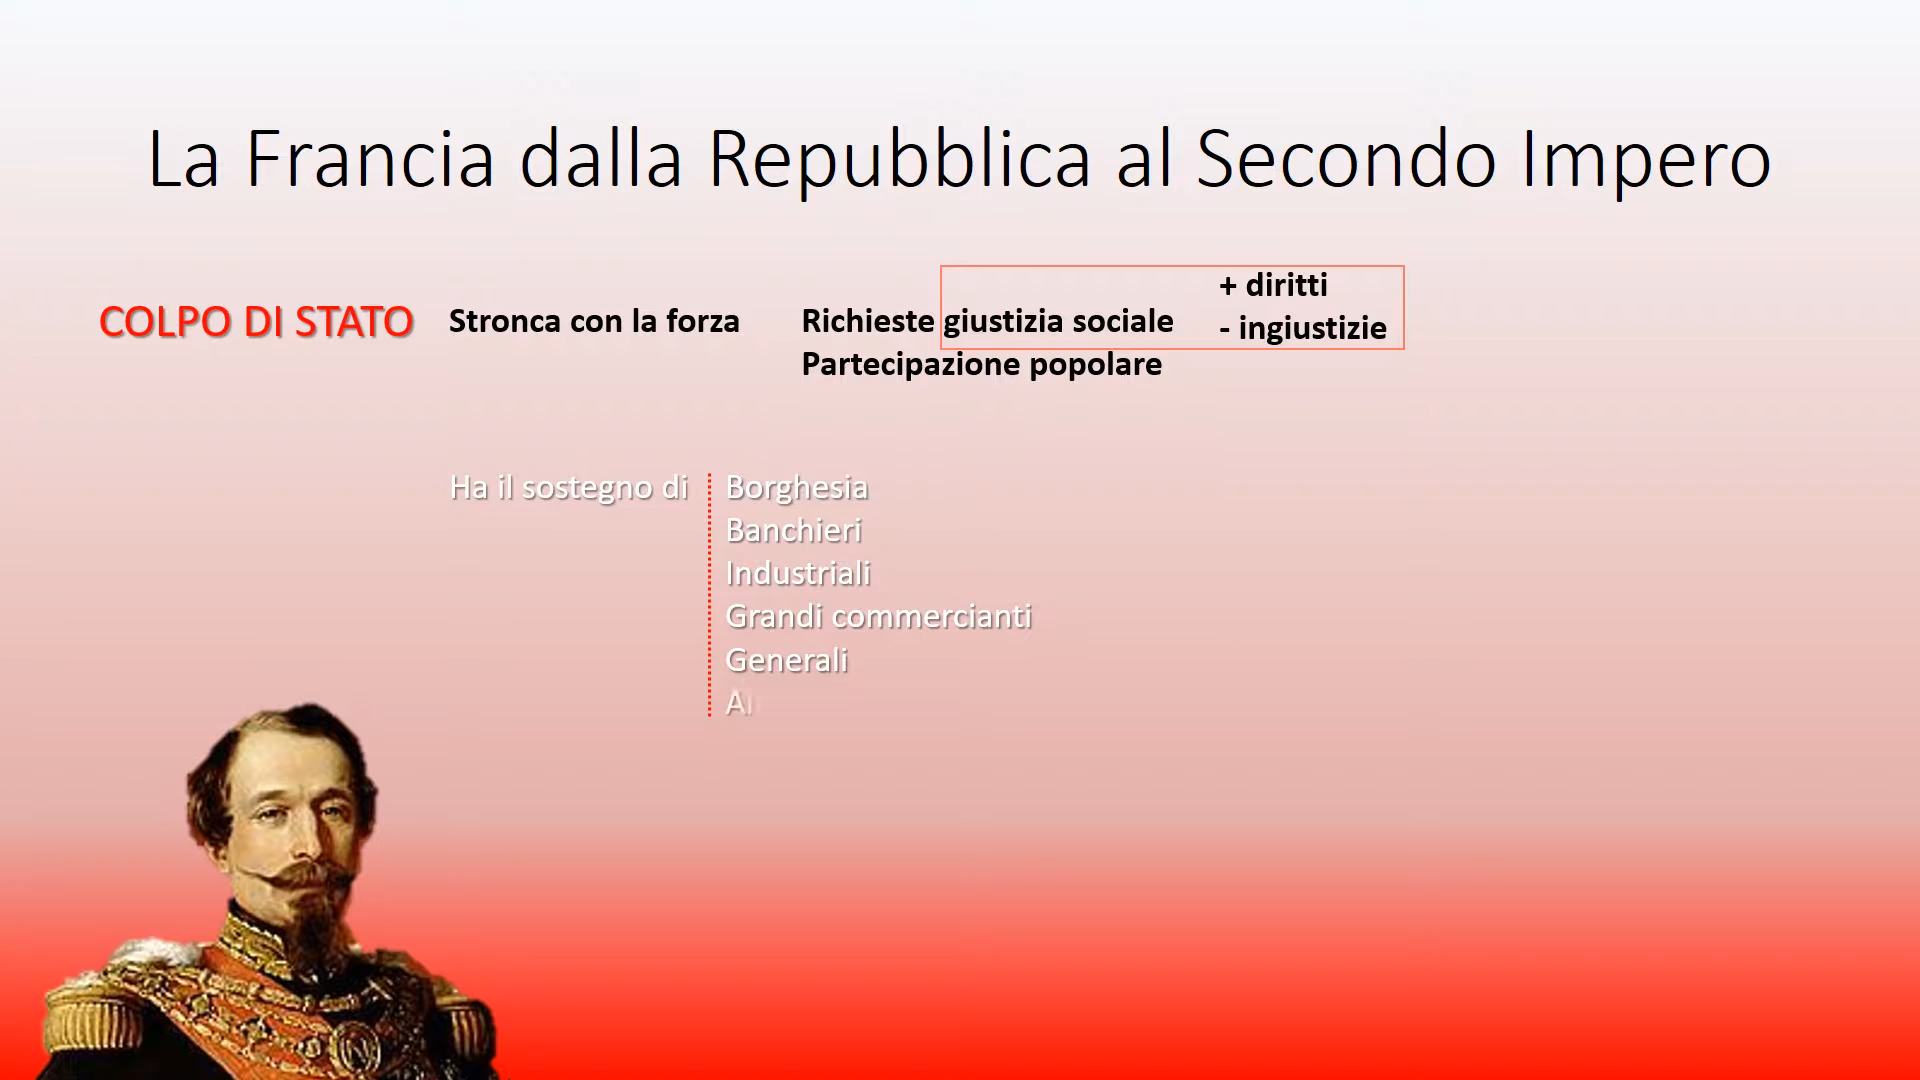 La Francia dalla Repubblica al Secondo Impero
+ diritti
COLPO DI STATO Stronca con la forza Richieste giustizia sociale - ingiustizie
Partecipazione popolare
Ha il sostegno di Borghesia
Banchieri
Industriali
Grandi commercianti
Generali